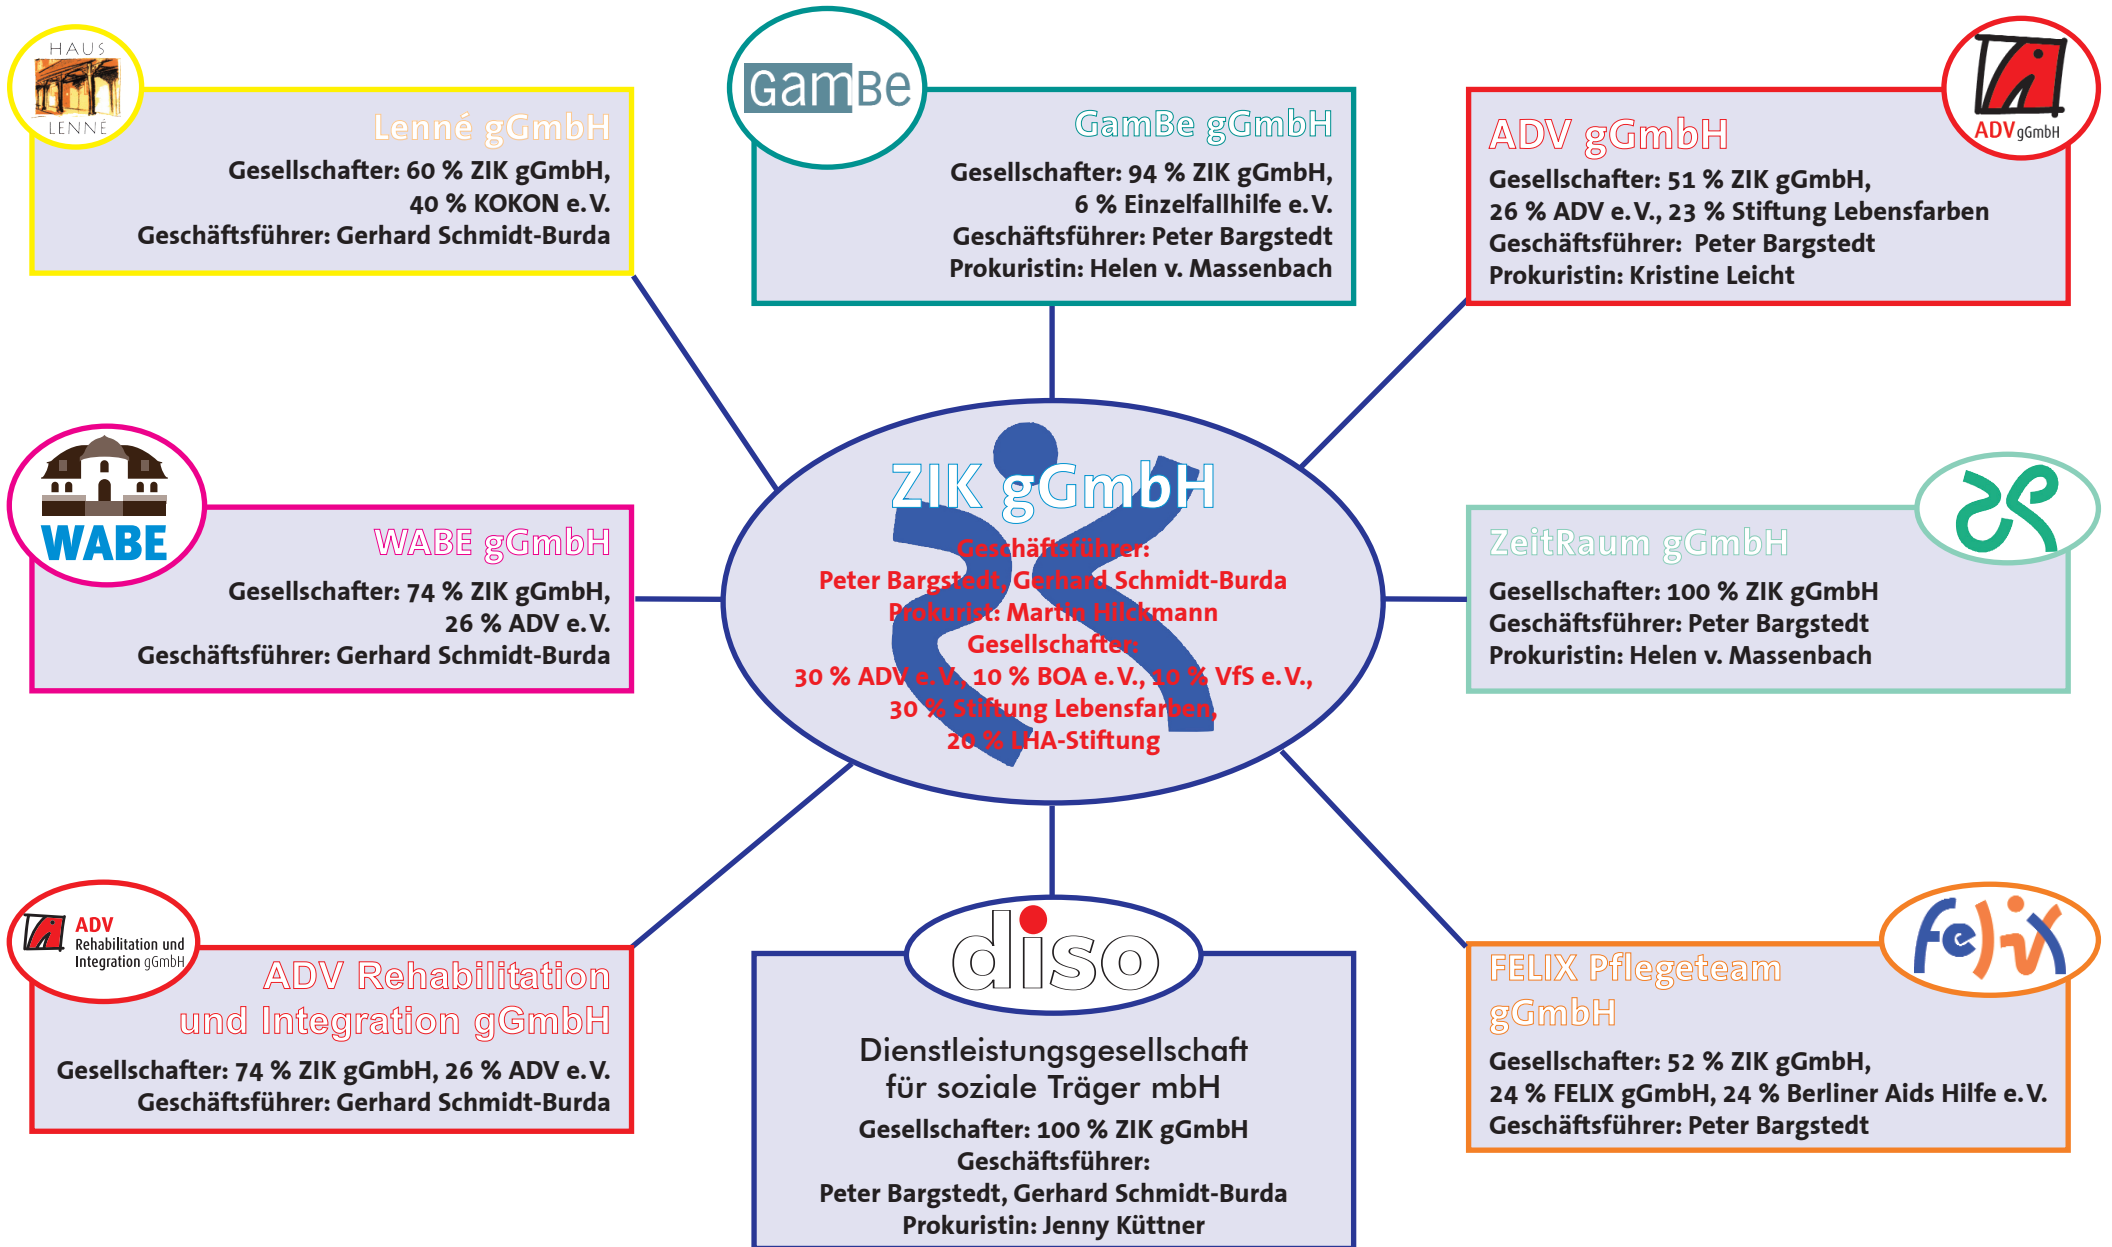 HAUS
LENNÉ
Lenné gGmbH
Gesellschafter: 60 % ZIK gGmbH,
40 % KOKON e. V.
Geschäftsführer: Gerhard Schmidt-Burda
GamBe
GamBe gGmbH
Gesellschafter: 94 % ZIK gGmbH,
6 % Einzelfallhilfe e. V.
Geschäftsführer: Peter Bargstedt
Prokuristin: Helen v. Massenbach
ADV gGmbH
ADV gGmbH
Gesellschafter: 51 % ZIK gGmbH,
26 % ADV e. V., 23 % Stiftung Lebensfarben
Geschäftsführer:  Peter Bargstedt
Prokuristin: Kristine Leicht
WABE
WABE gGmbH
Gesellschafter: 74 % ZIK gGmbH,
26 % ADV e. V.
Geschäftsführer: Gerhard Schmidt-Burda
ZIK gGmbH
Geschäftsführer:
Peter Bargstedt, Gerhard Schmidt-Burda
Prokurist: Martin Hilckmann
Gesellschafter:
30 % ADV e. V., 10 % BOA e. V., 10 % VfS e. V.,
30 % Stiftung Lebensfarben,
20 % LHA-Stiftung
ZeitRaum gGmbH
Gesellschafter: 100 % ZIK gGmbH
Geschäftsführer: Peter Bargstedt
Prokuristin: Helen v. Massenbach
ADV
Rehabilitation und
Integration gGmbH
ADV Rehabilitation
und Integration gGmbH
Gesellschafter: 74 % ZIK gGmbH, 26 % ADV e. V.
Geschäftsführer: Gerhard Schmidt-Burda
diso
Dienstleistungsgesellschaft
für soziale Träger mbH
Gesellschafter: 100 % ZIK gGmbH
Geschäftsführer:
Peter Bargstedt, Gerhard Schmidt-Burda
Prokuristin: Jenny Küttner
FeliX
FELIX Pflegeteam
gGmbH
Gesellschafter: 52 % ZIK gGmbH,
24 % FELIX gGmbH, 24 % Berliner Aids Hilfe e. V.
Geschäftsführer: Peter Bargstedt